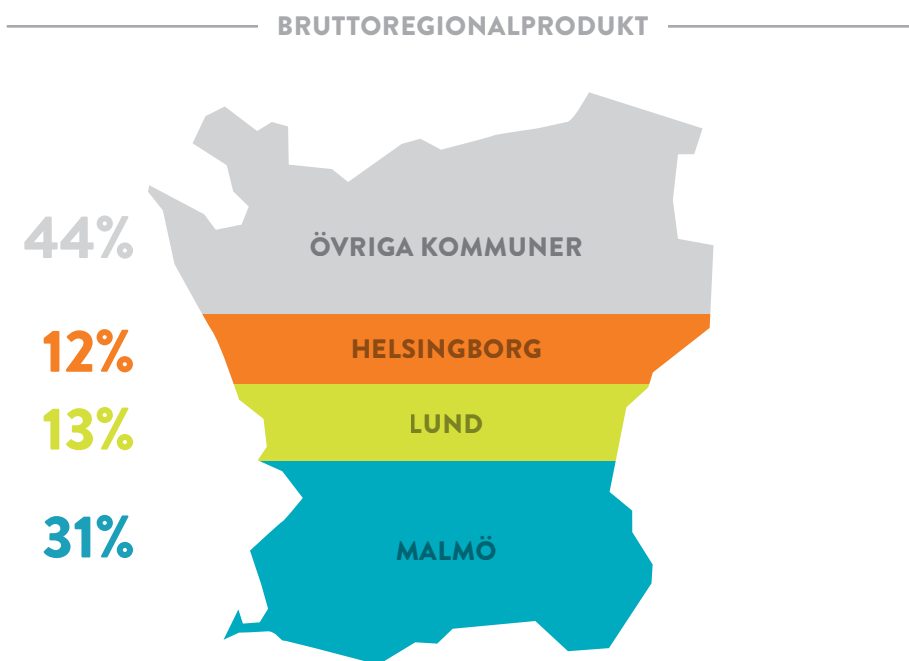 BRUTTOREGIONALPRODUKT
44%
ÖVRIGA KOMMUNER
12%
HELSINGBORG
13%
LUND
31%
MALMÖ